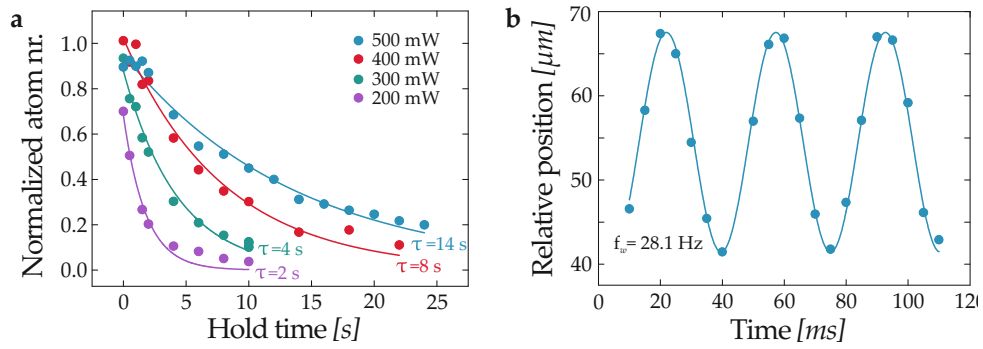 a
Normalized atom nr.
1.0
0.8
0.6
0.4
0.2
0.0
500 mW
400 mW
300 mW
200 mW
τ=14 s
τ=8 s
τ=4 s
τ=2 s
0 5 10 15 20 25
Hold time [s]
b
Relative position [μm]
70
60
50
40
f_w = 28.1 Hz
0 20 40 60 80 100 120
Time [ms]